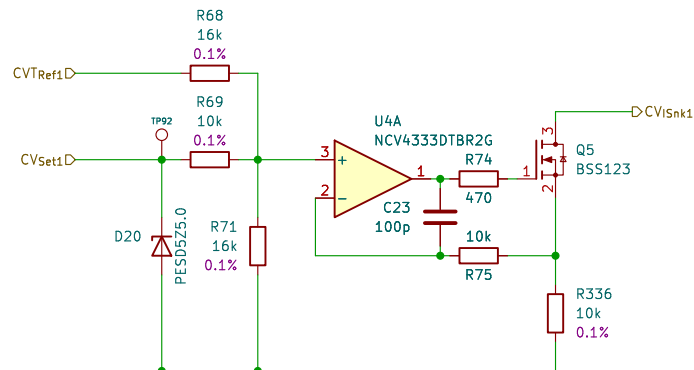 R68
16k
0.1%
CVTRef1
R69
10k
0.1%
TP92
CVSet1
D20
PESD5Z5.0
R71
16k
0.1%
U4A
NCV4333DTBR2G
3
+
2
−
1
C23
100p
R74
470
10k
R75
1
3
2
Q5
BSS123
CVISnk1
R336
10k
0.1%